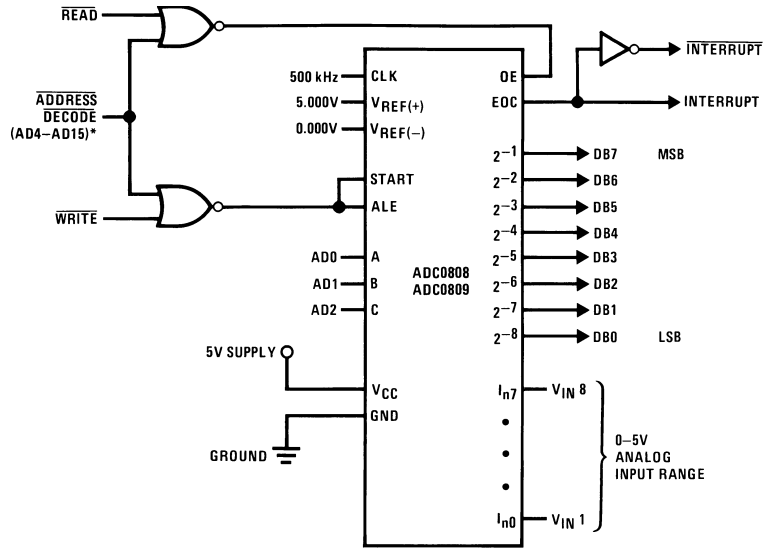 READ
ADDRESS
DECODE
(AD4–AD15)*
WRITE
500 kHz
CLK
5.000V
VREF(+)
0.000V
VREF(–)
START
ALE
AD0
A
AD1
B
AD2
C
5V SUPPLY
VCC
GND
GROUND
ADC0808
ADC0809
OE
EOC
INTERRUPT
INTERRUPT
2–1
DB7
MSB
2–2
DB6
2–3
DB5
2–4
DB4
2–5
DB3
2–6
DB2
2–7
DB1
2–8
DB0
LSB
In7
VIN 8
0–5V
ANALOG
INPUT RANGE
In0
VIN 1